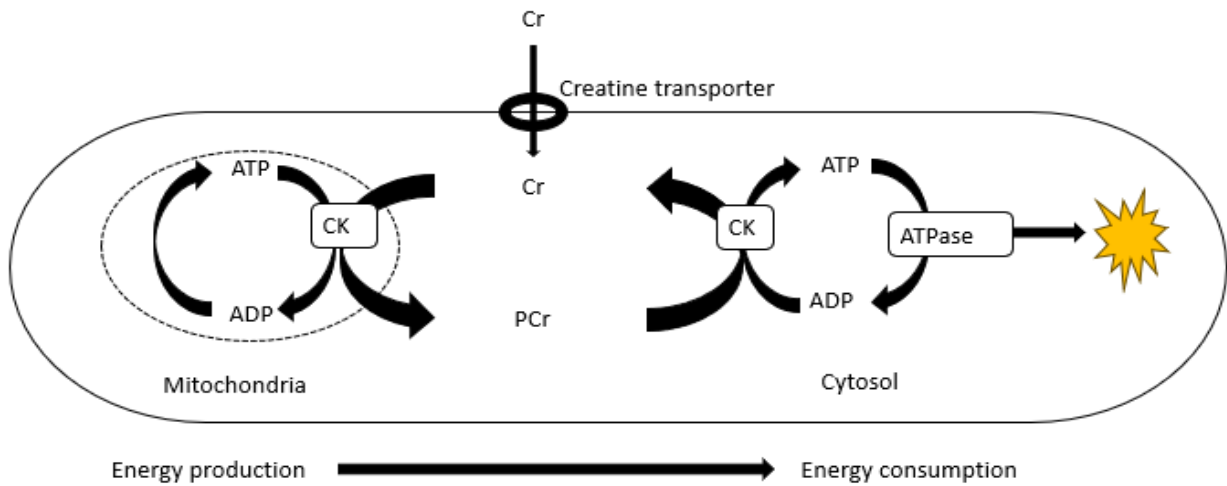 Cr
Creatine transporter
ATP
Cr
ATP
CK
CK
ATPase
ADP
PCr
ADP
Mitochondria
Cytosol
Energy production
Energy consumption